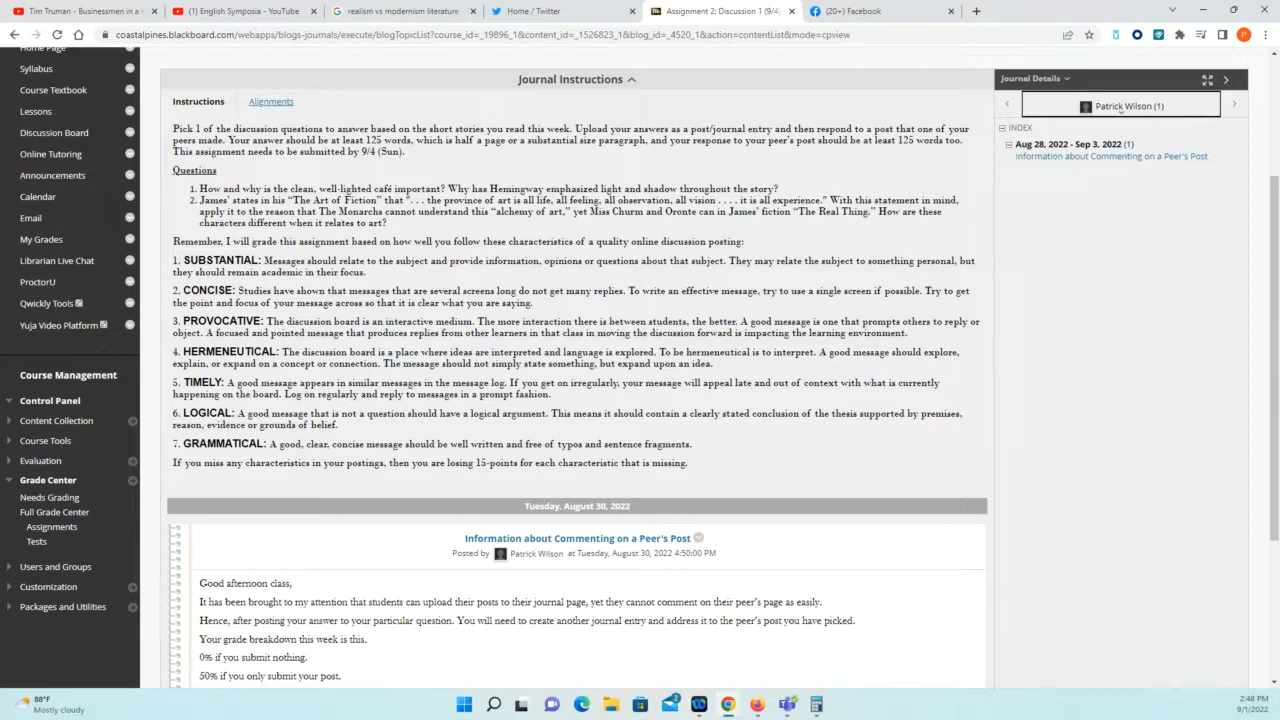 Tim Truman - Businessmen in a
(1) English Symposia - YouTube
realism vs modernism literature
Home / Twitter
Assignment 2: Discussion 1 (9/4)
(20+) Facebook
coastalpines.blackboard.com/webapps/blogs-journals/execute/blogTopicList?course_id=_19896_1&content_id=_1526823_1&blog_id=_4520_1&action=contentList&mode=cpview
P
Home Page
Syllabus
Course Textbook
Lessons
Discussion Board
Online Tutoring
Announcements
Calendar
Email
My Grades
Librarian Live Chat
ProctorU
Qwickly Tools
Yuja Video Platform
Course Management
Control Panel
Content Collection
Course Tools
Evaluation
Grade Center
Needs Grading
Full Grade Center
Assignments
Tests
Users and Groups
Customization
Packages and Utilities
Journal Instructions
Instructions
Alignments
Pick 1 of the discussion questions to answer based on the short stories you read this week. Upload your answers as a post/journal entry and then respond to a post that one of your
peers made. Your answer should be at least 125 words, which is half a page or a substantial size paragraph, and your response to your peer's post should be at least 125 words too.
This assignment needs to be submitted by 9/4 (Sun).
Questions
1. How and why is the clean, well-lighted café important? Why has Hemingway emphasized light and shadow throughout the story?
2. James' states in his "The Art of Fiction" that ". . . the province of art is all life, all feeling, all observation, all vision . . . . it is all experience." With this statement in mind,
apply it to the reason that The Monarchs cannot understand this "alchemy of art," yet Miss Churm and Oronte can in James' fiction "The Real Thing." How are these
characters different when it relates to art?
Remember, I will grade this assignment based on how well you follow these characteristics of a quality online discussion posting:
1. SUBSTANTIAL: Messages should relate to the subject and provide information, opinions or questions about that subject. They may relate the subject to something personal, but
they should remain academic in their focus.
2. CONCISE: Studies have shown that messages that are several screens long do not get many replies. To write an effective message, try to use a single screen if possible. Try to get
the point and focus of your message across so that it is clear what you are saying.
3. PROVOCATIVE: The discussion board is an interactive medium. The more interaction there is between students, the better. A good message is one that prompts others to reply or
object. A focused and pointed message that produces replies from other learners in that class in moving the discussion forward is impacting the learning environment.
4. HERMENEUTICAL: The discussion board is a place where ideas are interpreted and language is explored. To be hermeneutical is to interpret. A good message should explore,
explain, or expand on a concept or connection. The message should not simply state something, but expand upon an idea.
5. TIMELY: A good message appears in similar messages in the message log. If you get on irregularly, your message will appeal late and out of context with what is currently
happening on the board. Log on regularly and reply to messages in a prompt fashion.
6. LOGICAL: A good message that is not a question should have a logical argument. This means it should contain a clearly stated conclusion of the thesis supported by premises,
reason, evidence or grounds of belief.
7. GRAMMATICAL: A good, clear, concise message should be well written and free of typos and sentence fragments.
If you miss any characteristics in your postings, then you are losing 15-points for each characteristic that is missing.
Tuesday, August 30, 2022
Information about Commenting on a Peer's Post
Posted by Patrick Wilson at Tuesday, August 30, 2022 4:50:00 PM
Good afternoon class,
It has been brought to my attention that students can upload their posts to their journal page, yet they cannot comment on their peer's page as easily.
Hence, after posting your answer to your particular question. You will need to create another journal entry and address it to the peer's post you have picked.
Your grade breakdown this week is this.
0% if you submit nothing.
50% if you only submit your post.
Journal Details
Patrick Wilson (1)
INDEX
Aug 28, 2022 - Sep 3, 2022 (1)
Information about Commenting on a Peer's Post
88°F
Mostly cloudy
2
2:48 PM
9/1/2022